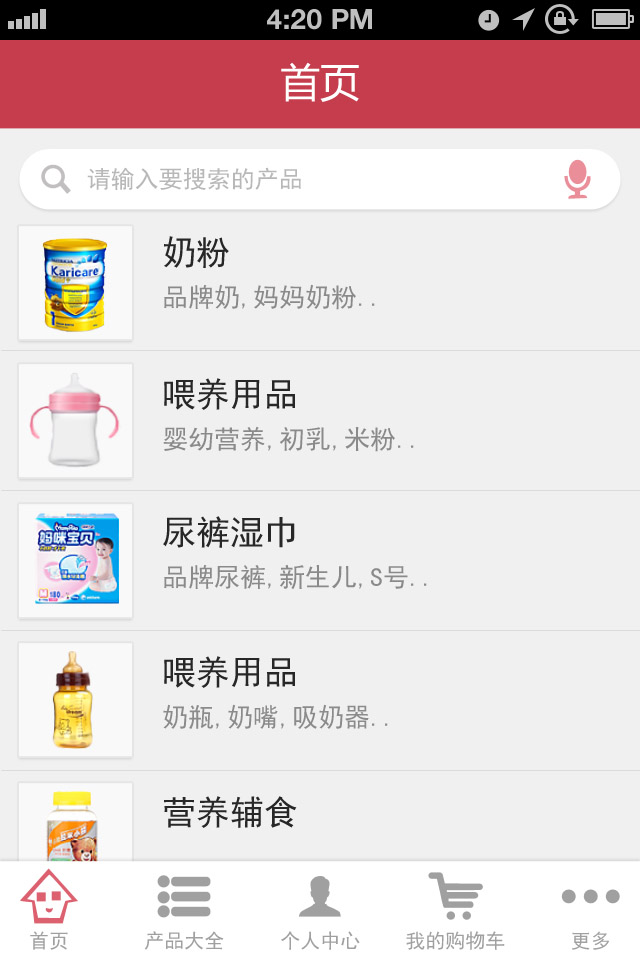 4:20 PM
首页
请输入要搜索的产品
Karicare
奶粉
品牌奶,妈妈奶粉..
喂养用品
婴幼营养,初乳,米粉..
MamyPoko
妈咪宝贝
尿裤湿巾
品牌尿裤,新生儿,S号..
喂养用品
奶瓶,奶嘴,吸奶器..
营养辅食
首页
产品大全
个人中心
我的购物车
更多